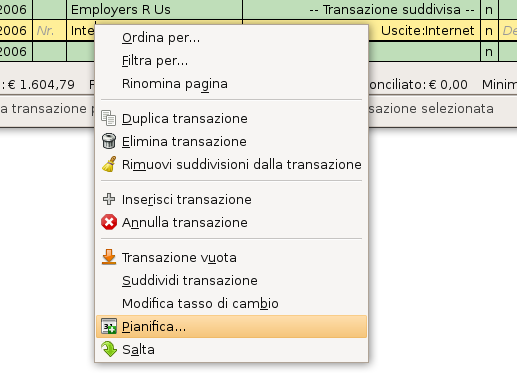 2006 Employers R Us -- Transazione suddivisa -- n
2006 Nr. Inte Uscite:Internet n De
2006 n
Ordina per...
Filtra per...
Rinomina pagina
: € 1.604,79 onciliato: € 0,00 Minim
a transazione sazione selezionata
Duplica transazione
Elimina transazione
Rimuovi suddivisioni dalla transazione
Inserisci transazione
Annulla transazione
Transazione vuota
Suddividi transazione
Modifica tasso di cambio
Pianifica...
Salta